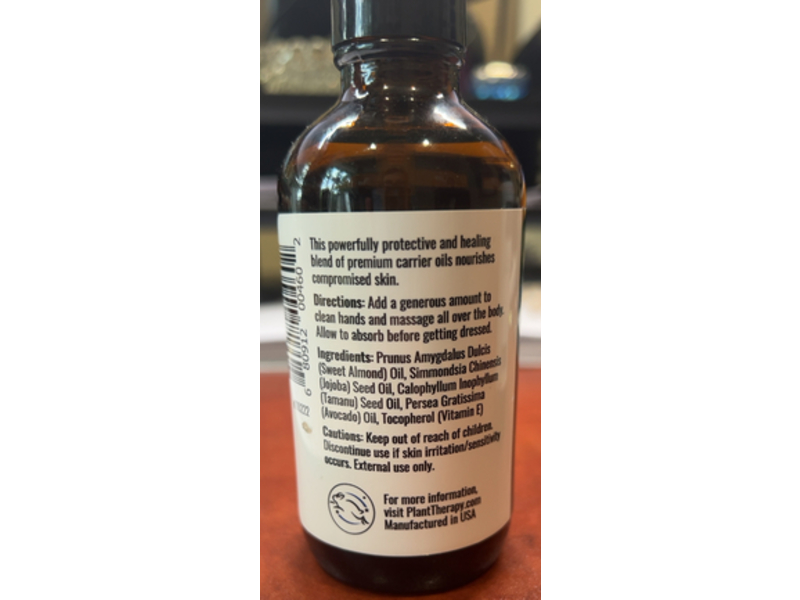 This powerfully protective and healing
blend of premium carrier oils nourishes
compromised skin.
Directions: Add a generous amount to
clean hands and massage all over the body.
Allow to absorb before getting dressed.
Ingredients: Prunus Amygdalus Dulcis
(Sweet Almond) Oil, Simmondsia Chinensis
(Jojoba) Seed Oil, Calophyllum Inophyllum
(Tamanu) Seed Oil, Persea Gratissima
(Avocado) Oil, Tocopherol (Vitamin E)
Cautions: Keep out of reach of children.
Discontinue use if skin irritation/sensitivity
occurs. External use only.
For more information,
visit PlantTherapy.com
Manufactured in USA
6 80912 00460 2